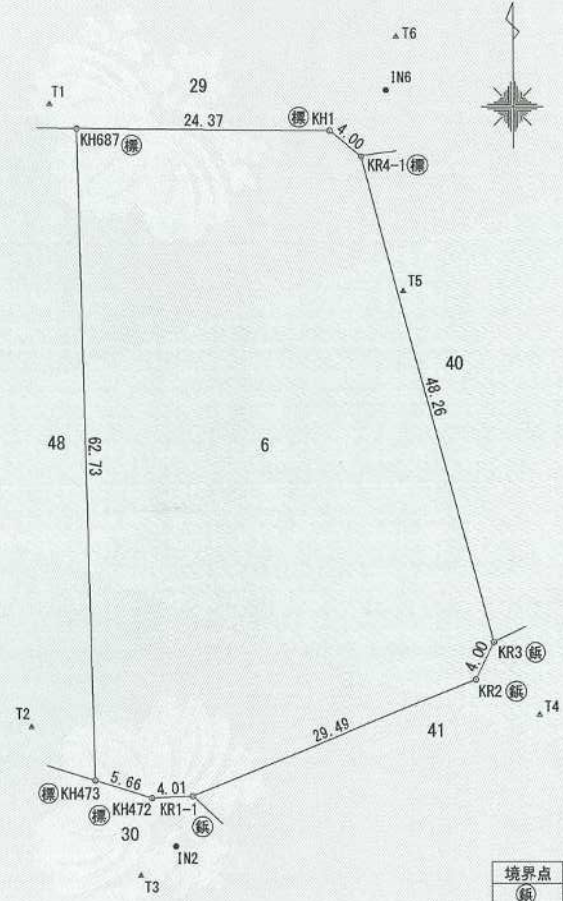 T6
29
IN6
T1
24.37
標 KH1
4.00
KH687 標
KR4-1 標
T5
40
48.26
48
62.73
6
KR3 鋲
4.00
KR2 鋲
T4
T2
29.49
41
標 KH473
5.66
4.01
標 KH472
KR1-1
鋲
30
IN2
T3
境界点
鋲